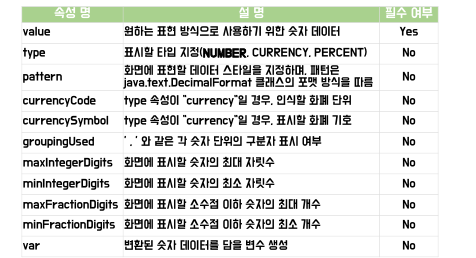 속성 명 설 명 필수 여부
value 원하는 표현 방식으로 사용하기 위한 숫자 데이터 Yes
type 표시할 타입 지정(NUMBER, CURRENCY, PERCENT) No
pattern 화면에 표현할 데이터 스타일을 지정하며, 패턴은
java.text.DecimalFormat 클래스의 포맷 방식을 따름 No
currencyCode type 속성이 "currency"일 경우, 인식할 화폐 단위 No
currencySymbol type 속성이 "currency"일 경우, 표시할 화폐 기호 No
groupingUsed ' , ' 와 같은 각 숫자 단위의 구분자 표시 여부 No
maxIntegerDigits 화면에 표시할 숫자의 최대 자릿수 No
minIntegerDigits 화면에 표시할 숫자의 최소 자릿수 No
maxFractionDigits 화면에 표시할 소수점 이하 숫자의 최대 개수 No
minFractionDigits 화면에 표시할 소수점 이하 숫자의 최소 개수 No
var 변환된 숫자 데이터를 담을 변수 생성 No